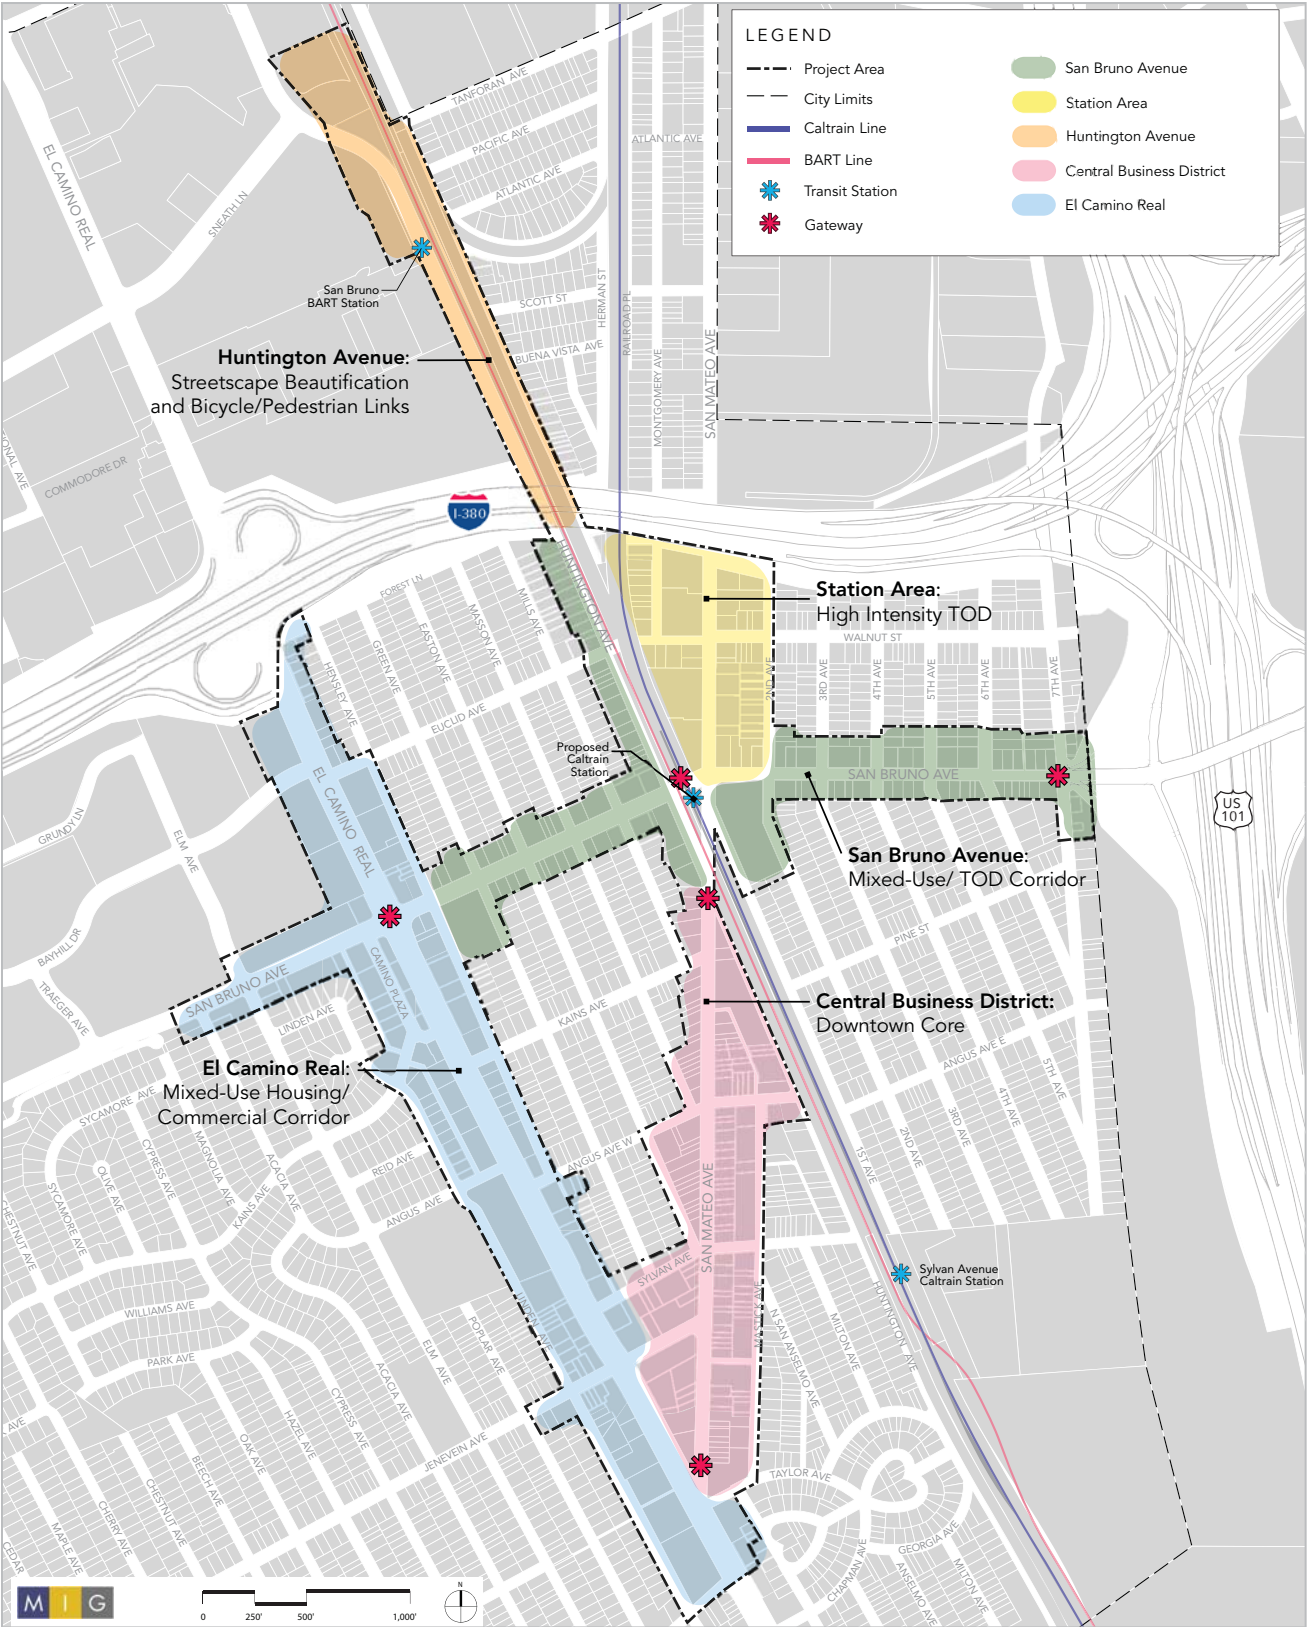 LEGEND
Project Area
City Limits
Caltrain Line
BART Line
Transit Station
Gateway
San Bruno Avenue
Station Area
Huntington Avenue
Central Business District
El Camino Real
TANFORAN AVE
PACIFIC AVE
ATLANTIC AVE
ATLANTIC AVE
EL CAMINO REAL
SNEATH LN
San Bruno
BART Station
SCOTT ST
HERMAN ST
RAILROAD PL
BUENA VISTA AVE
MONTGOMERY AVE
SAN MATEO AVE
Huntington Avenue:
Streetscape Beautification
and Bicycle/Pedestrian Links
COMMODORE DR
I-380
HUNTINGTON AVE
FOREST LN
MILLS AVE
MASSON AVE
EASTON AVE
GREEN AVE
HENSLEY AVE
EUCLID AVE
Station Area:
High Intensity TOD
WALNUT ST
2ND AVE
3RD AVE
4TH AVE
5TH AVE
6TH AVE
7TH AVE
Proposed
Caltrain
Station
SAN BRUNO AVE
US
101
EL CAMINO REAL
GRUNDY LN
ELM AVE
San Bruno Avenue:
Mixed-Use/ TOD Corridor
PINE ST
BAYHILL DR
TRAEGER AVE
SAN BRUNO AVE
CAMINO PLAZA
LINDEN AVE
KAINS AVE
Central Business District:
Downtown Core
ANGUS AVE E
5TH AVE
4TH AVE
3RD AVE
2ND AVE
1ST AVE
El Camino Real:
Mixed-Use Housing/
Commercial Corridor
SYCAMORE AVE
CYPRESS AVE
MAGNOLIA AVE
ACACIA AVE
OLIVE AVE
SYCAMORE AVE
CHESTNUT AVE
KAINS AVE
REID AVE
ANGUS AVE
ANGUS AVE W
SAN MATEO AVE
SYLVAN AVE
Sylvan Avenue
Caltrain Station
HUNTINGTON AVE
MASTICK AVE
N SAN ANSELMO AVE
MILTON AVE
LINDEN AVE
WILLIAMS AVE
PARK AVE
POPLAR AVE
ELM AVE
ACACIA AVE
CYPRESS AVE
HAZEL AVE
OAK AVE
BEECH AVE
CHESTNUT AVE
CHERRY AVE
MAPLE AVE
CEDAR
JENEVEIN AVE
TAYLOR AVE
GEORGIA AVE
CHAPMAN AVE
ANSELMO AVE
MILTON AVE
M I G
0 250' 500' 1,000'
N